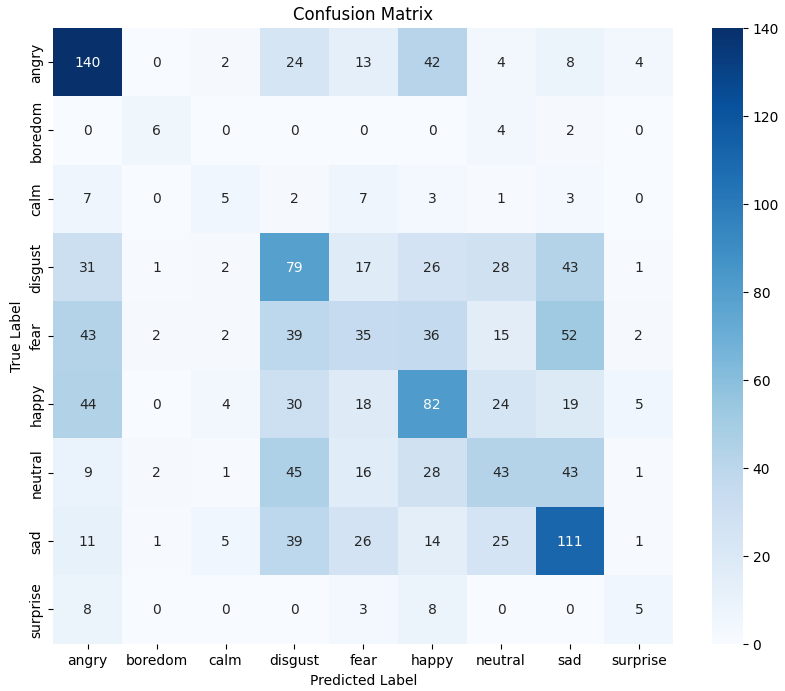 Confusion Matrix
angry 140 0 2 24 13 42 4 8 4
boredom 0 6 0 0 0 0 4 2 0
calm 7 0 5 2 7 3 1 3 0
disgust 31 1 2 79 17 26 28 43 1
fear 43 2 2 39 35 36 15 52 2
happy 44 0 4 30 18 82 24 19 5
neutral 9 2 1 45 16 28 43 43 1
sad 11 1 5 39 26 14 25 111 1
surprise 8 0 0 0 3 8 0 0 5
angry boredom calm disgust fear happy neutral sad surprise
Predicted Label
True Label
140
120
100
80
60
40
20
0